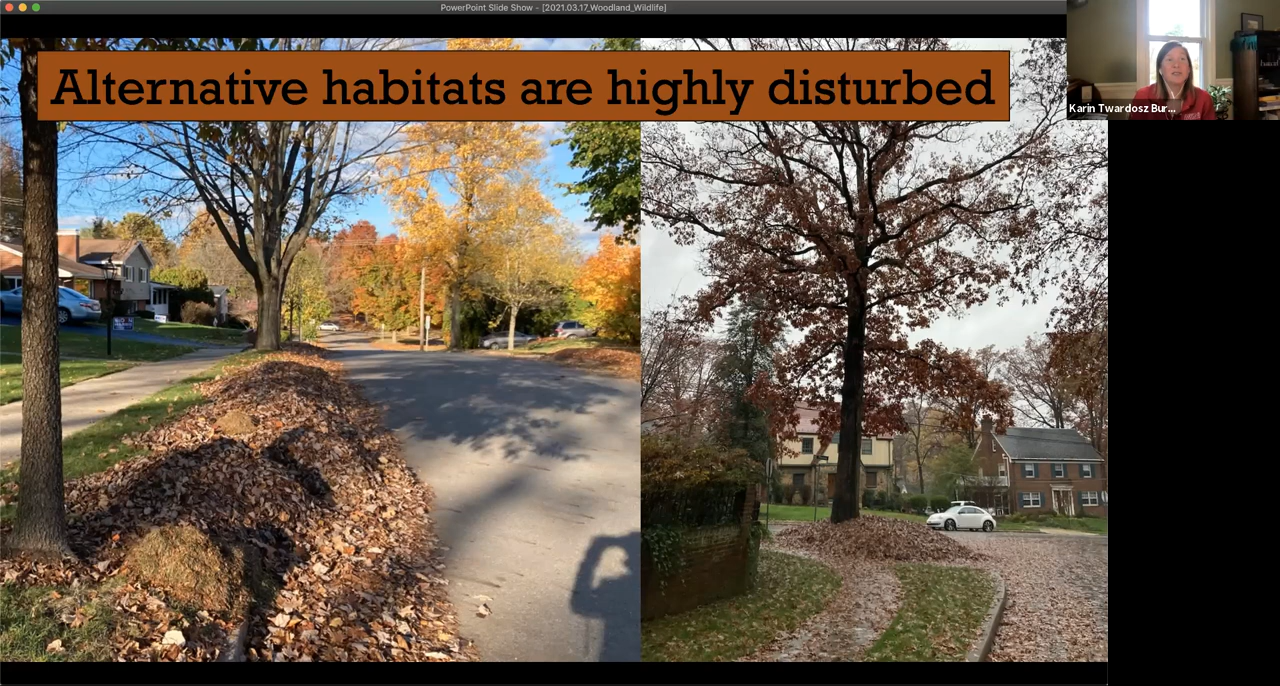 PowerPoint Slide Show - [2021.03.17_Woodland_Wildlife]
Alternative habitats are highly disturbed
Karin Twardosz Bur...